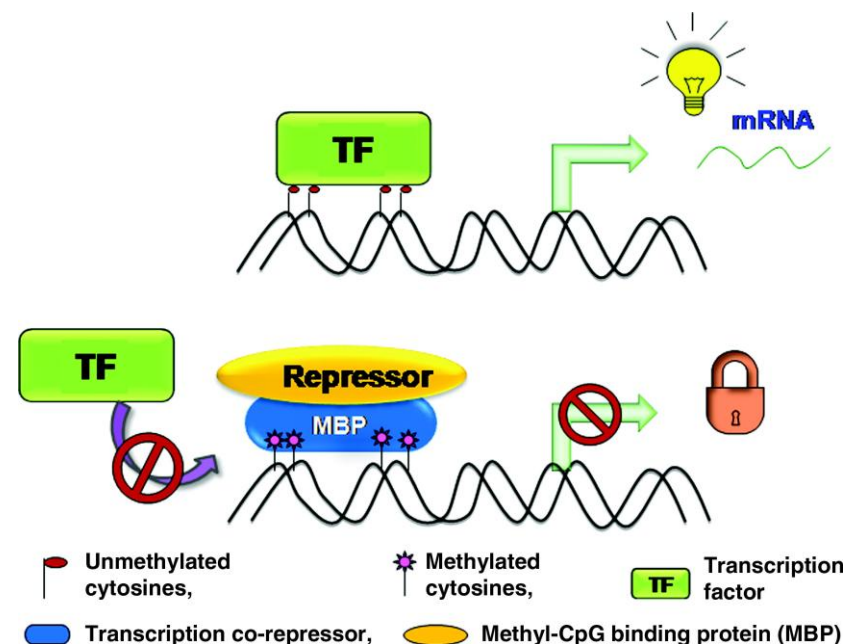 TF
mRNA
TF
Repressor
MBP
Unmethylated
cytosines,
Methylated
cytosines,
TF
Transcription
factor
Transcription co-repressor,
Methyl-CpG binding protein (MBP)